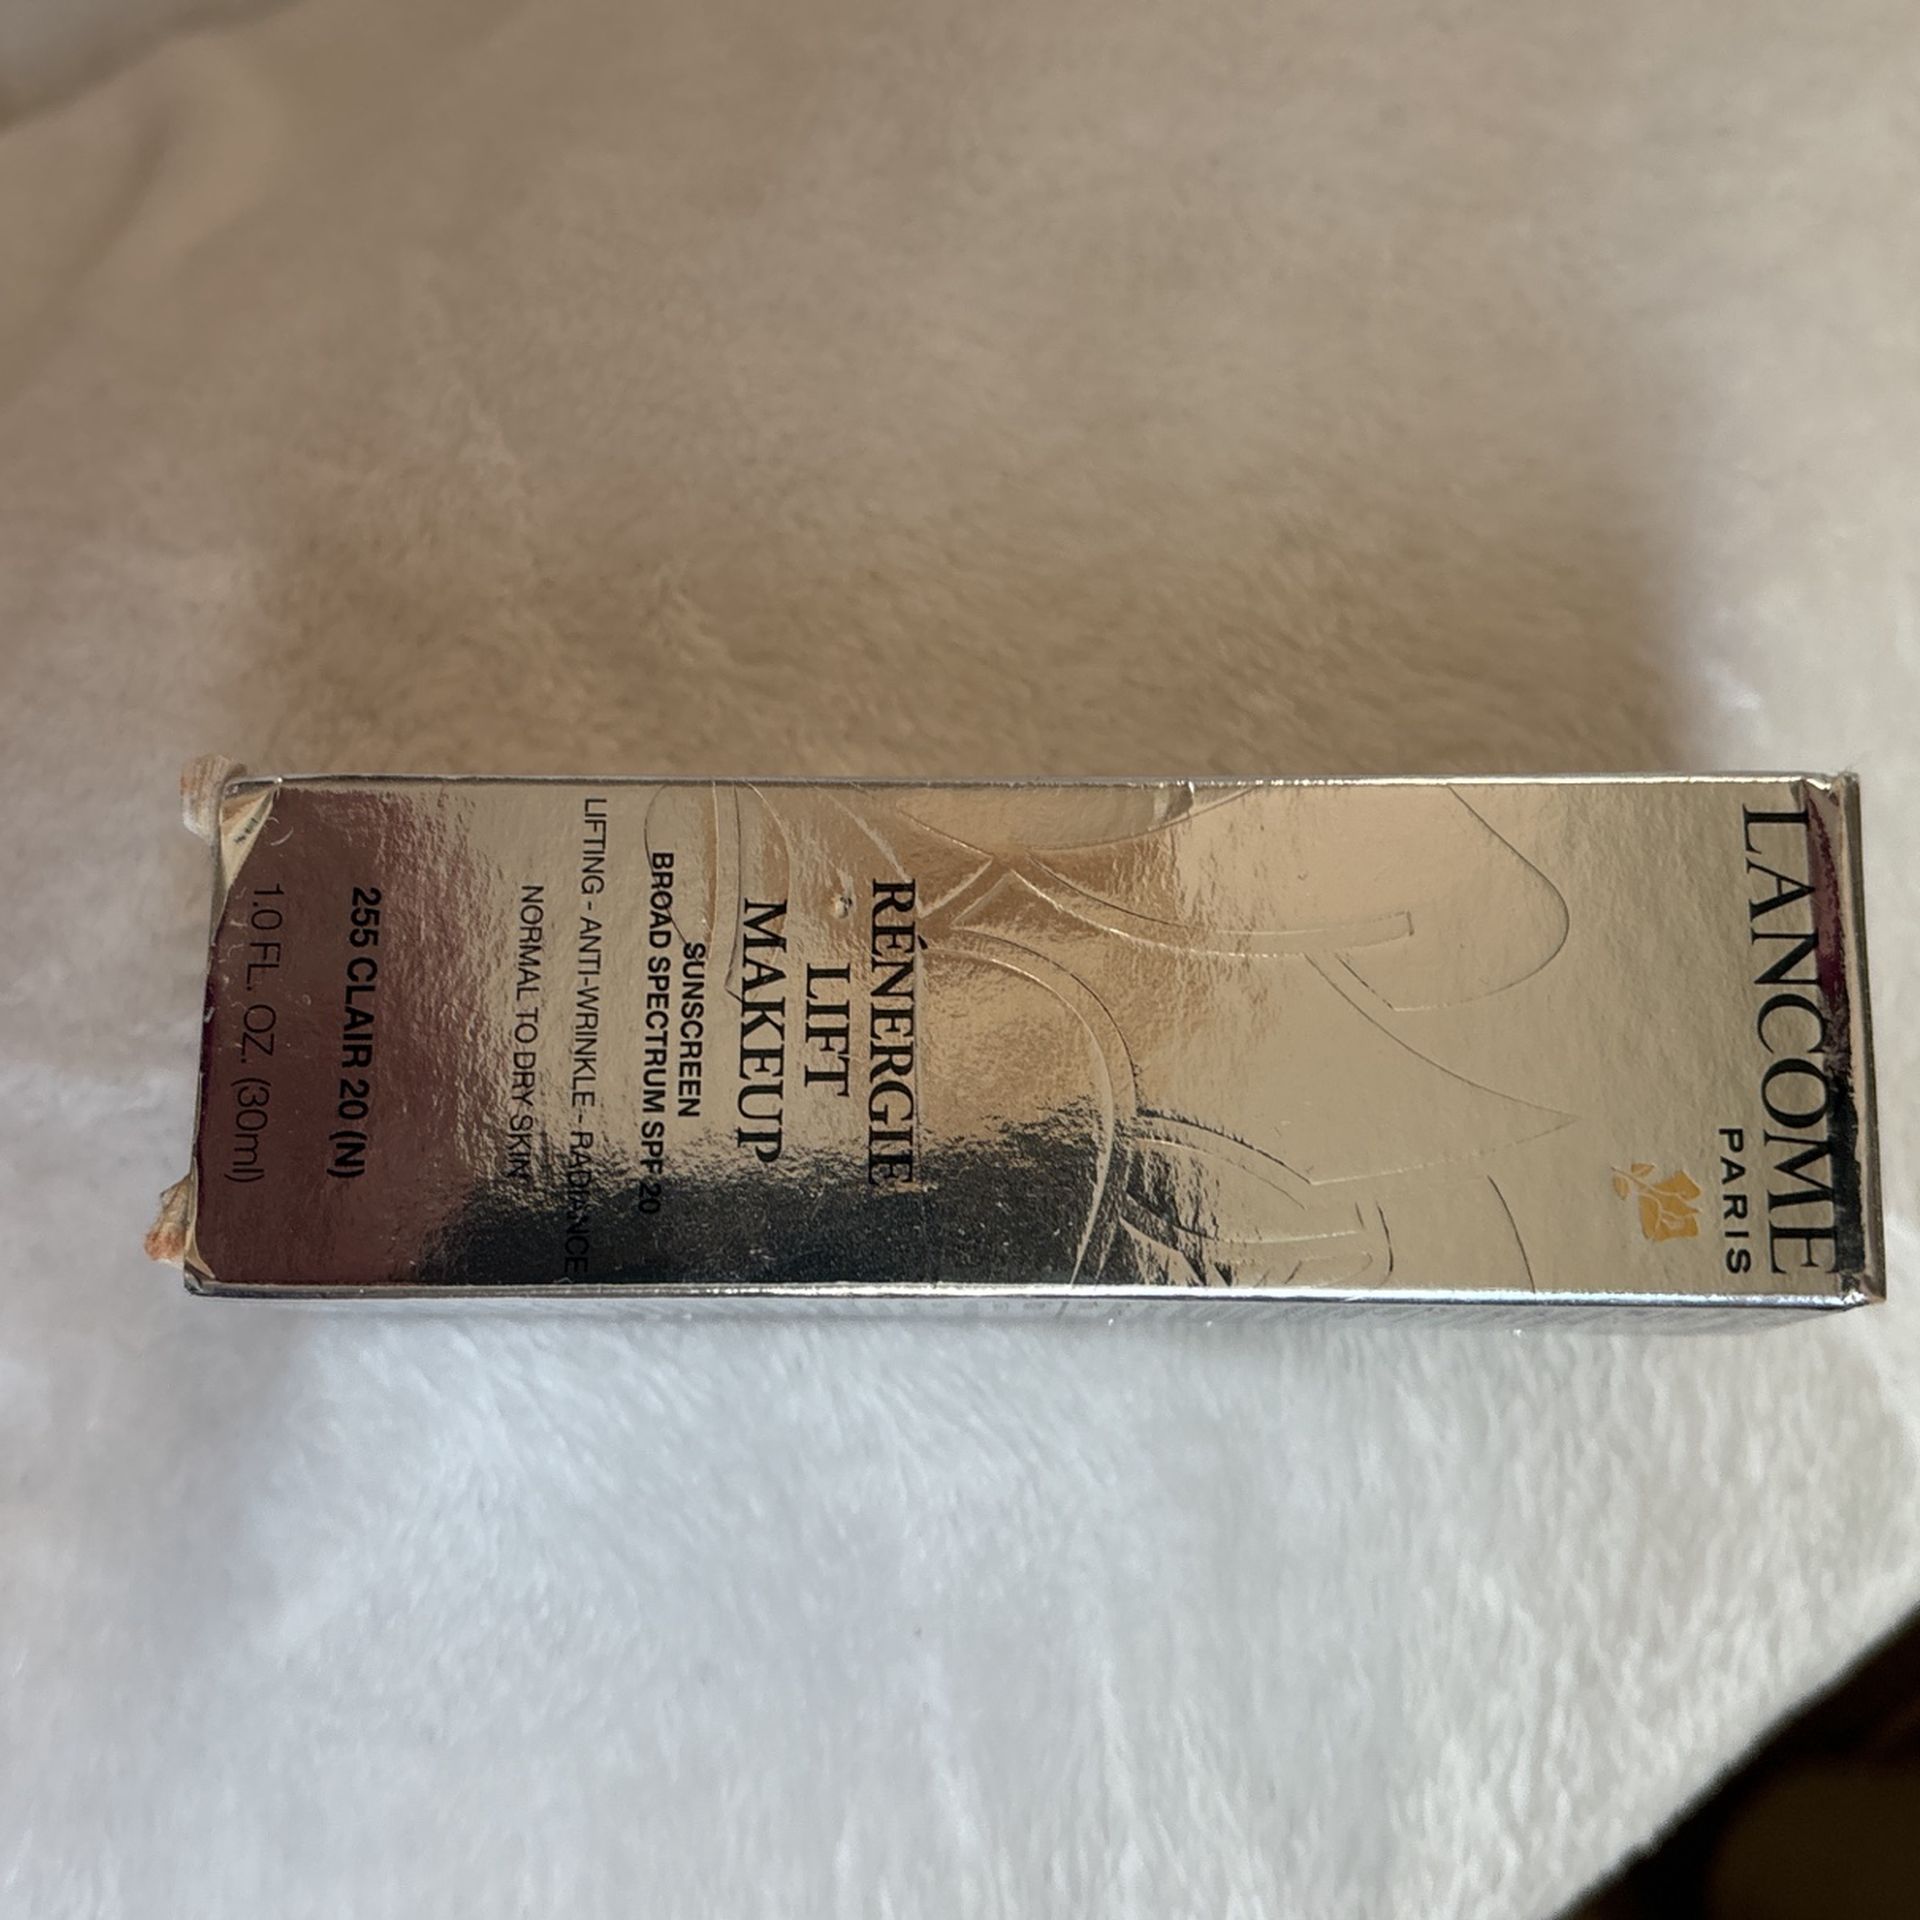 LANCOME
PARIS
RÉNERGIE
LIFT
MAKEUP
SUNSCREEN
BROAD SPECTRUM SPF 20
LIFTING - ANTI-WRINKLE - RADIANCE
NORMAL TO DRY SKIN
255 CLAIR 20 (N)
1.0 FL. OZ. (30ml)